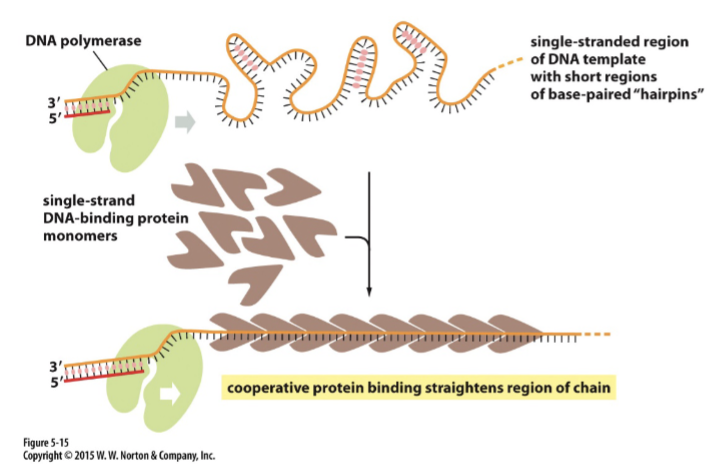 DNA polymerase
single-stranded region
of DNA template
with short regions
of base-paired “hairpins”
3′
5′
single-strand
DNA-binding protein
monomers
3′
5′
cooperative protein binding straightens region of chain
Figure 5-15
Copyright © 2015 W. W. Norton & Company, Inc.